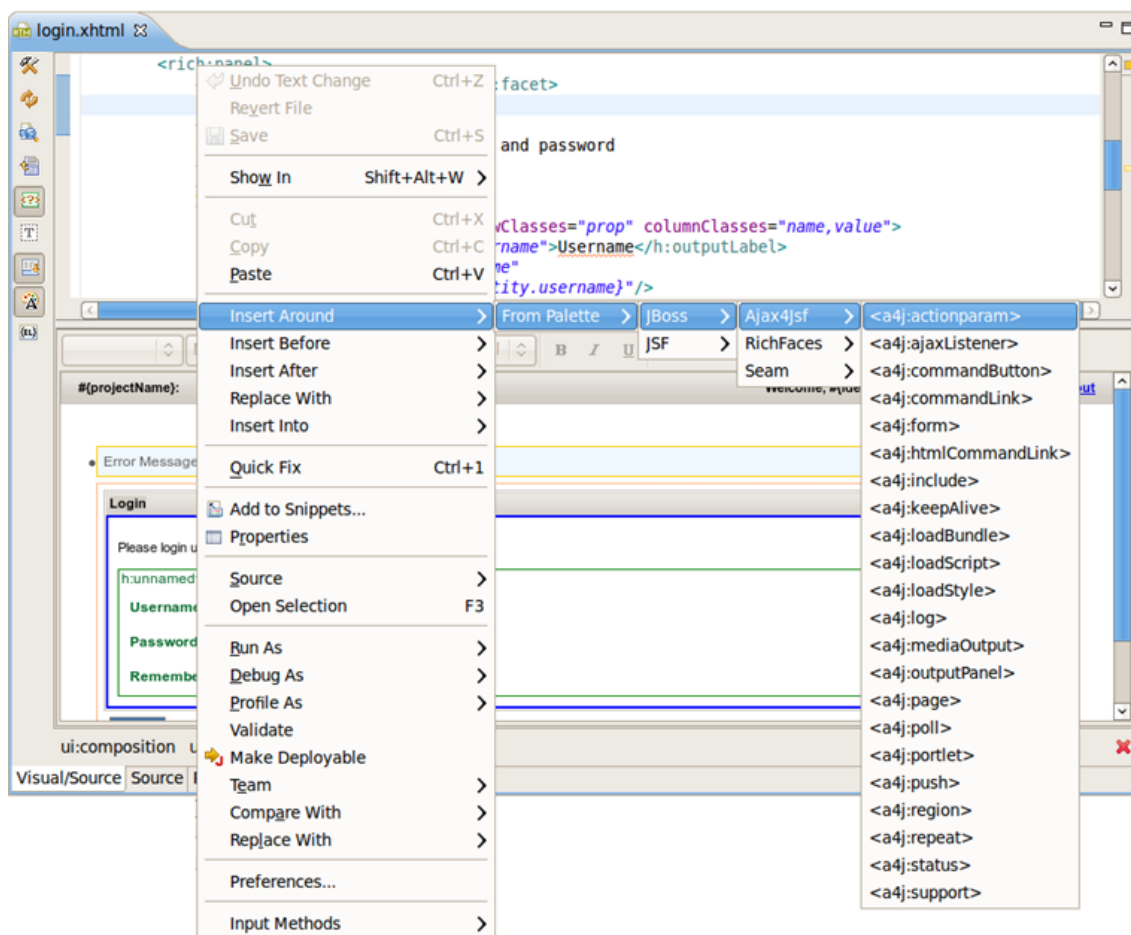 login.xhtml
<rich:panel>
:facet>
and password
wClasses="prop" columnClasses="name,value">
rname">Username</h:outputLabel>
me"
tity.username}"/>
Undo Text Change Ctrl+Z
Revert File
Save Ctrl+S
Show In Shift+Alt+W
Cut Ctrl+X
Copy Ctrl+C
Paste Ctrl+V
Insert Around
Insert Before
Insert After
Replace With
Insert Into
Quick Fix Ctrl+1
Add to Snippets...
Properties
Source
Open Selection F3
Run As
Debug As
Profile As
Validate
Make Deployable
Team
Compare With
Replace With
Preferences...
Input Methods
From Palette
JBoss
JSF
Ajax4Jsf
RichFaces
Seam
<a4j:actionparam>
<a4j:ajaxListener>
<a4j:commandButton>
<a4j:commandLink>
<a4j:form>
<a4j:htmlCommandLink>
<a4j:include>
<a4j:keepAlive>
<a4j:loadBundle>
<a4j:loadScript>
<a4j:loadStyle>
<a4j:log>
<a4j:mediaOutput>
<a4j:outputPanel>
<a4j:page>
<a4j:poll>
<a4j:portlet>
<a4j:push>
<a4j:region>
<a4j:repeat>
<a4j:status>
<a4j:support>
B I U
#{projectName}:
Welcome, #{ide
ut
Error Message
Login
Please login u
h:unnamed
Username
Password
Remembe
ui:composition u
Visual/Source Source